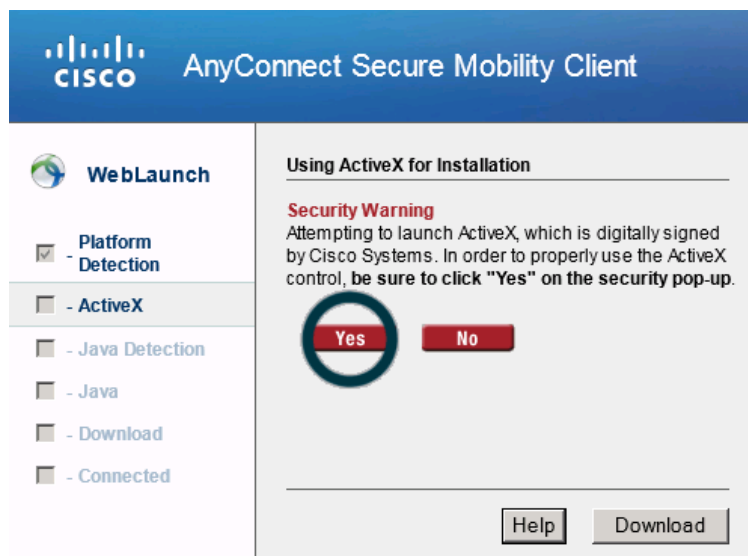 CISCO AnyConnect Secure Mobility Client
WebLaunch
- Platform
Detection
- ActiveX
- Java Detection
- Java
- Download
- Connected
Using ActiveX for Installation
Security Warning
Attempting to launch ActiveX, which is digitally signed
by Cisco Systems. In order to properly use the ActiveX
control, be sure to click "Yes" on the security pop-up.
Yes No
Help Download